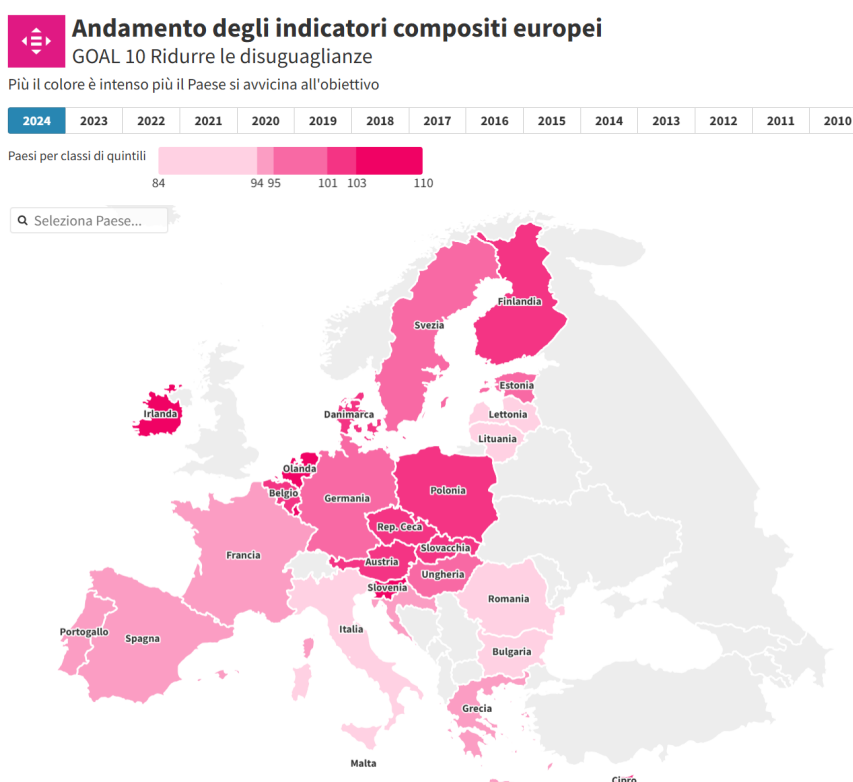 Andamento degli indicatori compositi europei
GOAL 10 Ridurre le disuguaglianze
Più il colore è intenso più il Paese si avvicina all'obiettivo
2024 2023 2022 2021 2020 2019 2018 2017 2016 2015 2014 2013 2012 2011 2010
Paesi per classi di quintili
84 94 95 101 103 110
Seleziona Paese...
Finlandia
Svezia
Estonia
Irlanda
Danimarca
Lettonia
Lituania
Olanda
Belgio
Germania
Polonia
Rep. Ceca
Francia
Slovacchia
Austria
Ungheria
Slovenia
Romania
Portogallo
Spagna
Italia
Bulgaria
Grecia
Malta
Cipro